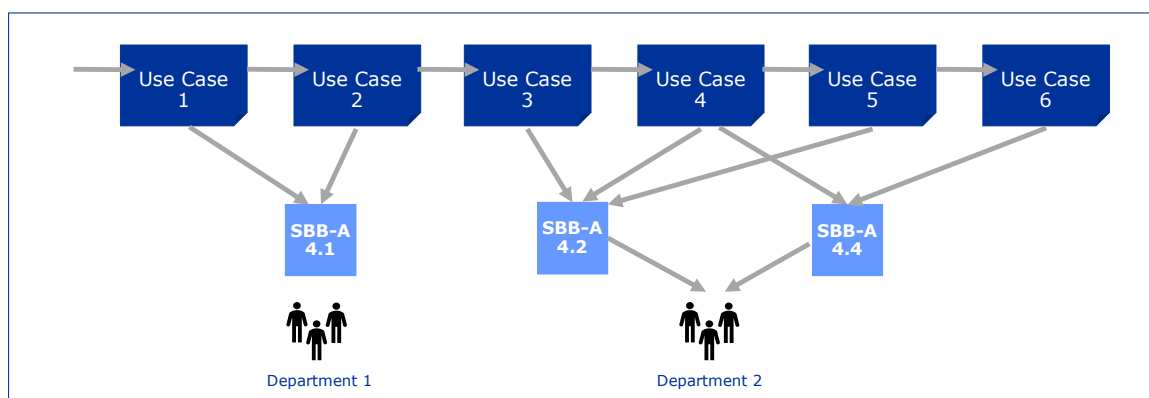 Use Case
1
Use Case
2
Use Case
3
Use Case
4
Use Case
5
Use Case
6
SBB-A
4.1
SBB-A
4.2
SBB-A
4.4
Department 1
Department 2